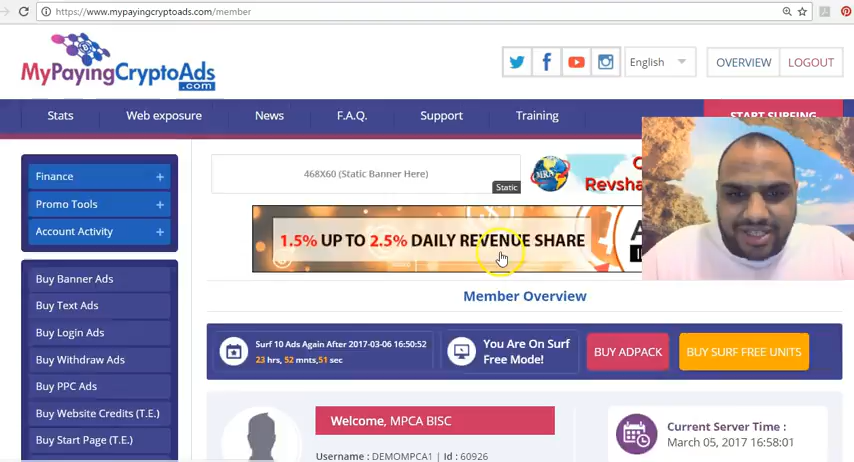 https://www.mypayingcryptoads.com/member
MyPayingCryptoAds
.com
English
OVERVIEW
LOGOUT
Stats
Web exposure
News
F.A.Q.
Support
Training
START SURFING
Finance +
Promo Tools +
Account Activity +
468X60 (Static Banner Here)
Static
MRN
Revsha
1.5% UP TO 2.5% DAILY REVENUE SHARE
Member Overview
Buy Banner Ads
Buy Text Ads
Buy Login Ads
Buy Withdraw Ads
Buy PPC Ads
Buy Website Credits (T.E.)
Buy Start Page (T.E.)
Surf 10 Ads Again After 2017-03-06 16:50:52
23 hrs, 52 mnts,51 sec
You Are On Surf
Free Mode!
BUY ADPACK
BUY SURF FREE UNITS
Welcome, MPCA BISC
Username : DEMOMPCA1 | Id : 60926
Current Server Time :
March 05, 2017 16:58:01